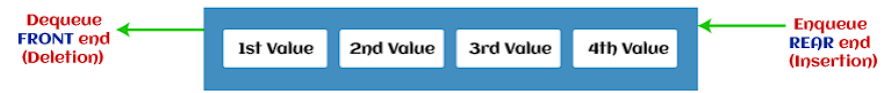 Dequeue
FRONT end
(Deletion)
1st Value
2nd Value
3rd Value
4th Value
Enqueue
REAR end
(Insertion)